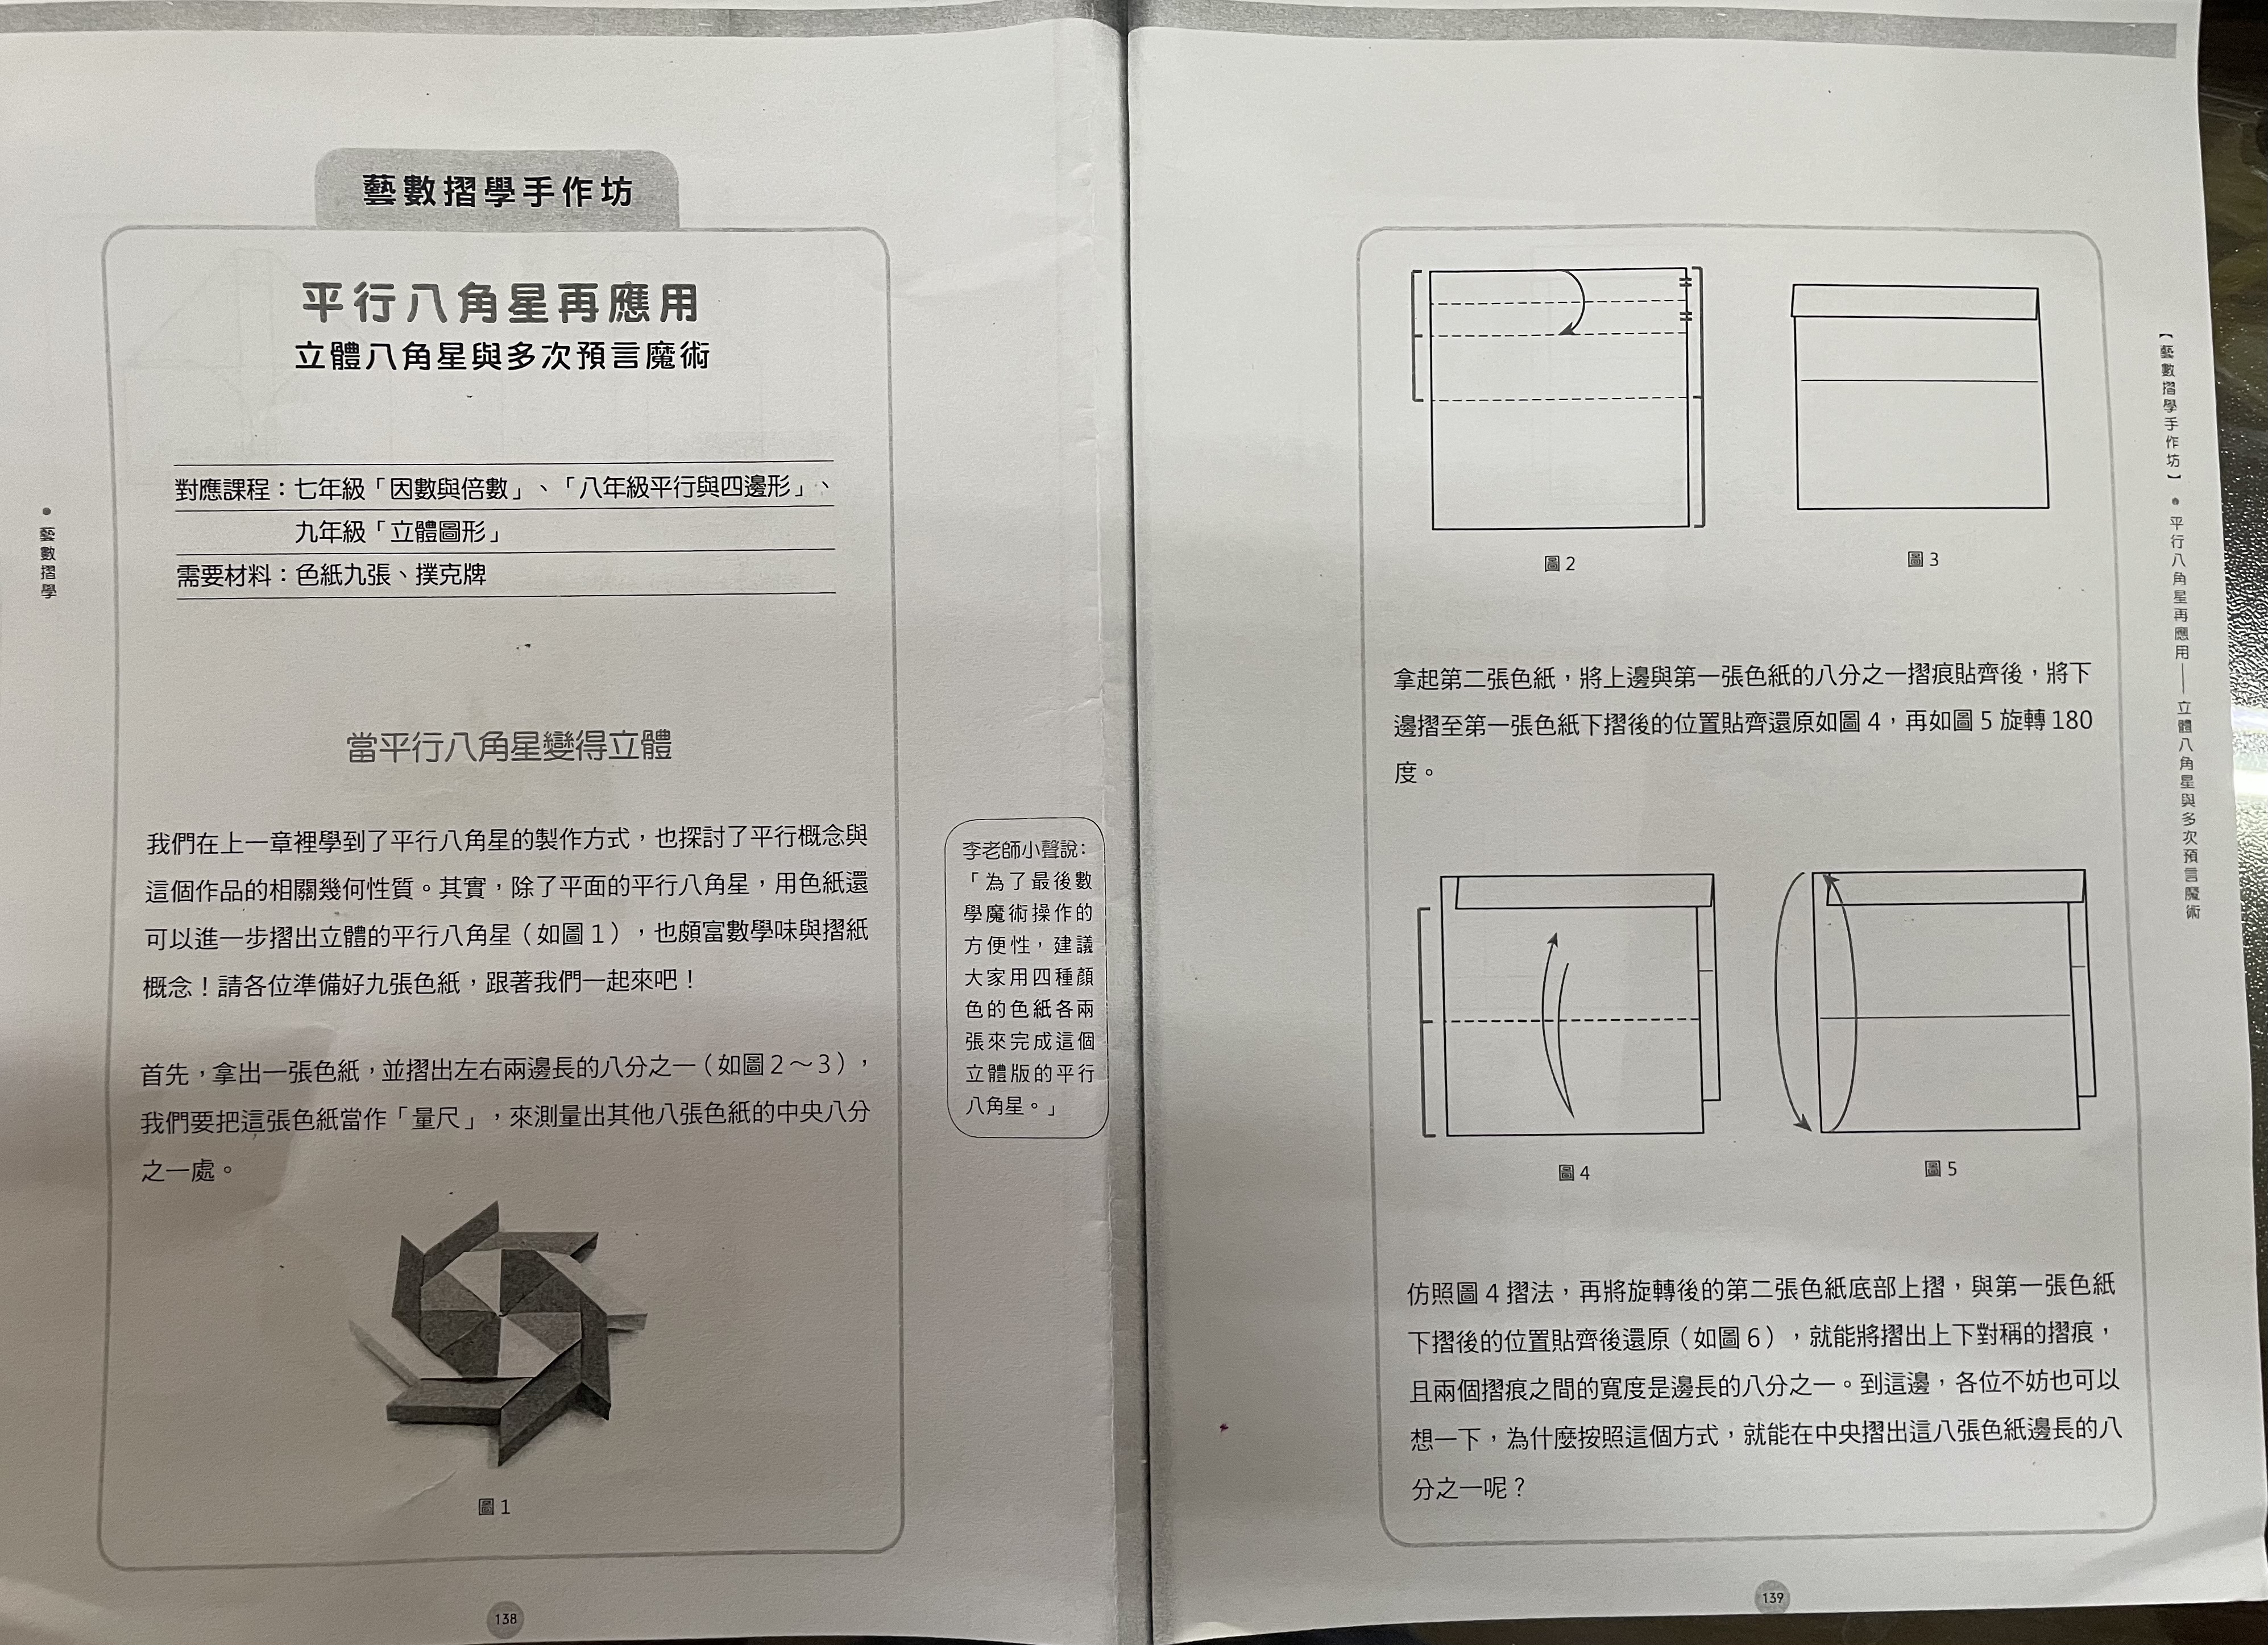 藝數摺學手作坊
平行八角星再應用
立體八角星與多次預言魔術
對應課程：七年級「因數與倍數」、「八年級平行與四邊形」、
九年級「立體圖形」
需要材料：色紙九張、撲克牌
當平行八角星變得立體
我們在上一章裡學到了平行八角星的製作方式，也探討了平行概念與
這個作品的相關幾何性質。其實，除了平面的平行八角星，用色紙還
可以進一步摺出立體的平行八角星（如圖1），也頗富數學味與摺紙
概念！請各位準備好九張色紙，跟著我們一起來吧！
首先，拿出一張色紙，並摺出左右兩邊長的八分之一（如圖2～3），
我們要把這張色紙當作「量尺」，來測量出其他八張色紙的中央八分
之一處。
圖1
138
● 藝數摺學
李老師小聲說：
「為了最後數
學魔術操作的
方便性，建議
大家用四種顏
色的色紙各兩
張來完成這個
立體版的平行
八角星。」
圖2
圖3
拿起第二張色紙，將上邊與第一張色紙的八分之一摺痕貼齊後，將下
邊摺至第一張色紙下摺後的位置貼齊還原如圖4，再如圖5旋轉180
度。
圖4
圖5
仿照圖4摺法，再將旋轉後的第二張色紙底部上摺，與第一張色紙
下摺後的位置貼齊後還原（如圖6），就能將摺出上下對稱的摺痕，
且兩個摺痕之間的寬度是邊長的八分之一。到這邊，各位不妨也可以
想一下，為什麼按照這個方式，就能在中央摺出這八張色紙邊長的八
分之一呢？
139
【藝數摺學手作坊】● 平行八角星再應用——立體八角星與多次預言魔術